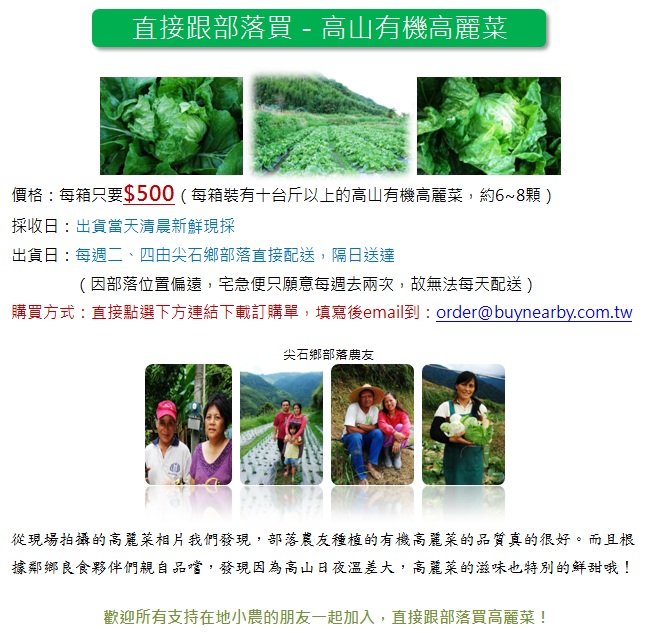 直接跟部落買 - 高山有機高麗菜
價格：每箱只要$500（每箱裝有十台斤以上的高山有機高麗菜，約6~8顆）
採收日：出貨當天清晨新鮮現採
出貨日：每週二、四由尖石鄉部落直接配送，隔日送達
（因部落位置偏遠，宅急便只願意每週去兩次，故無法每天配送）
購買方式：直接點選下方連結下載訂購單，填寫後email到：order@buynearby.com.tw
尖石鄉部落農友
從現場拍攝的高麗菜相片我們發現，部落農友種植的有機高麗菜的品質真的很好。而且根
據鄰鄉良食夥伴們親自品嚐，發現因為高山日夜溫差大，高麗菜的滋味也特別的鮮甜哦！
歡迎所有支持在地小農的朋友一起加入，直接跟部落買高麗菜！